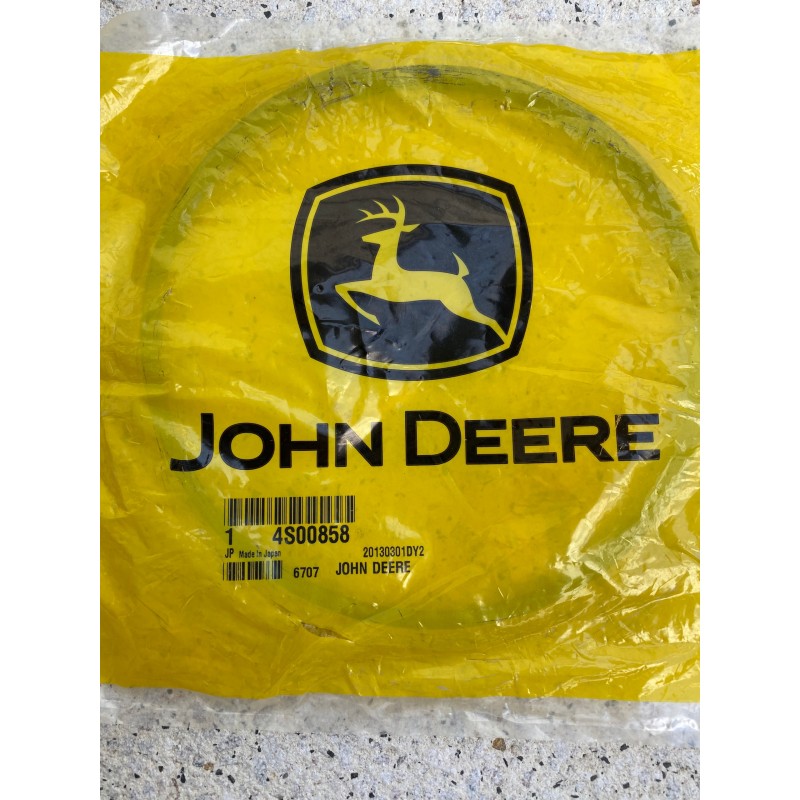 JOHN DEERE
1 4S00858
JP Made In Japan 20130301DY2
6707 JOHN DEERE